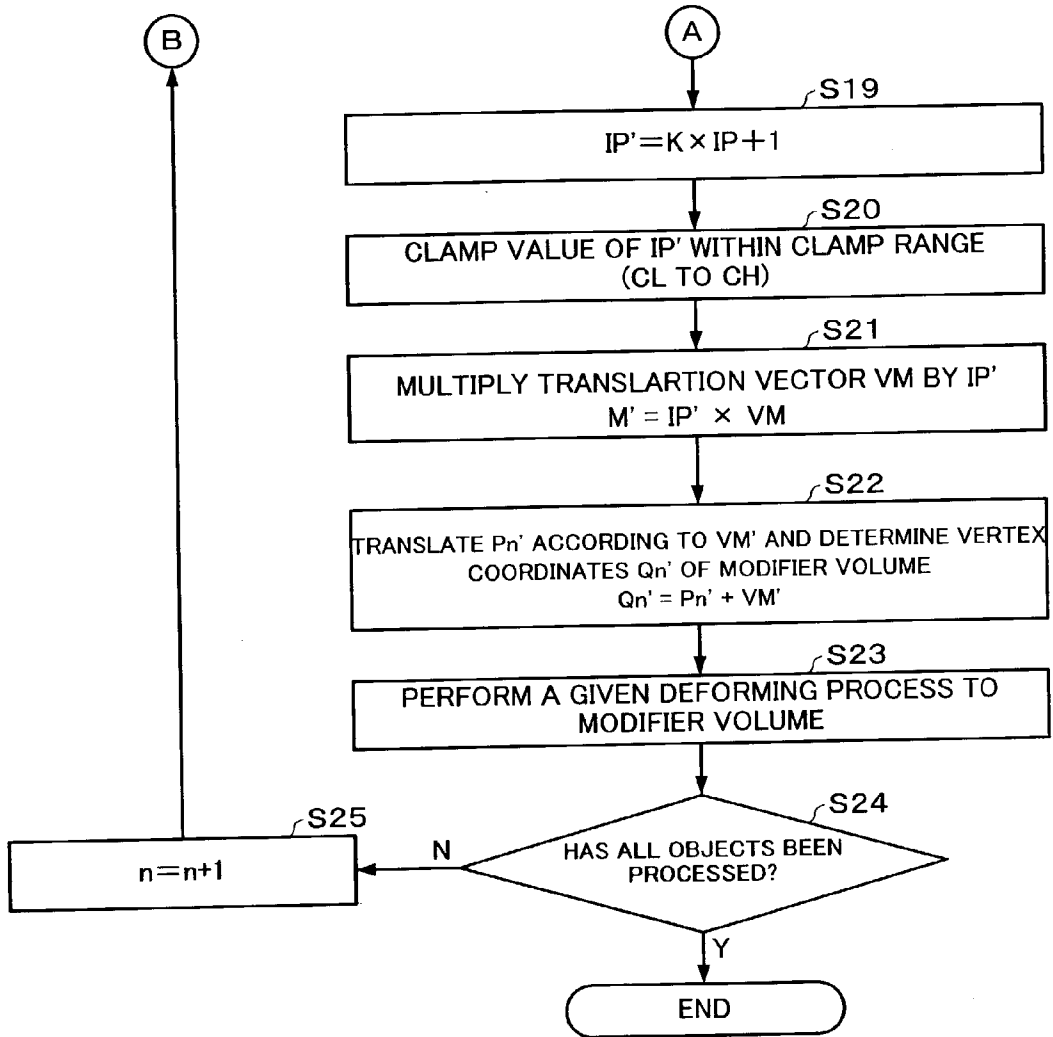 B
A
S19
IP'=K×IP+1
S20
CLAMP VALUE OF IP' WITHIN CLAMP RANGE
(CL TO CH)
S21
MULTIPLY TRANSLARTION VECTOR VM BY IP'
M' = IP' × VM
S22
TRANSLATE Pn' ACCORDING TO VM' AND DETERMINE VERTEX
COORDINATES Qn' OF MODIFIER VOLUME
Qn' = Pn' + VM'
S23
PERFORM A GIVEN DEFORMING PROCESS TO
MODIFIER VOLUME
S24
HAS ALL OBJECTS BEEN
PROCESSED?
N
S25
n=n+1
Y
END